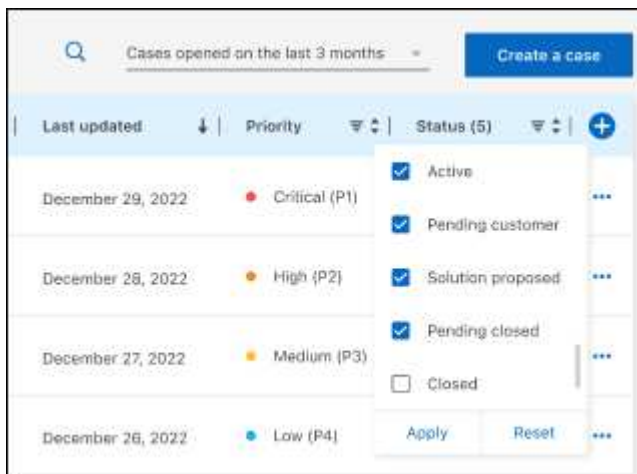 Cases opened on the last 3 months
Create a case
Last updated
Priority
Status (5)
Active
December 29, 2022
Critical (P1)
Pending customer
December 28, 2022
High (P2)
Solution proposed
Pending closed
December 27, 2022
Medium (P3)
Closed
December 26, 2022
Low (P4)
Apply
Reset